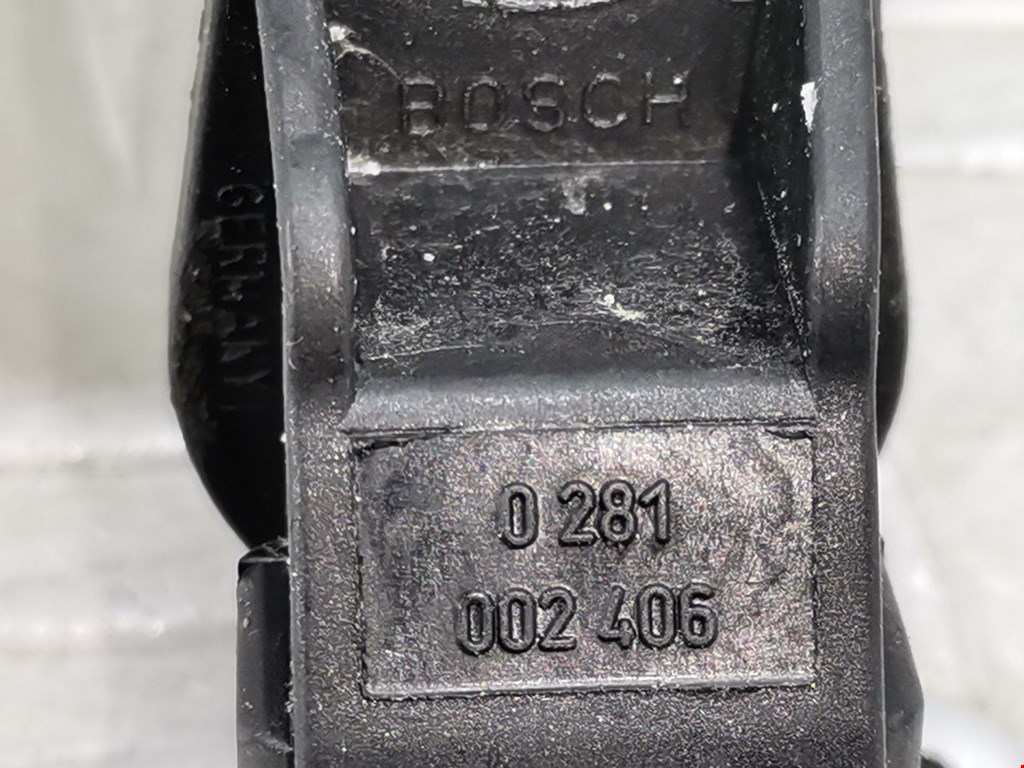 BOSCH
GERMANY
0 281
002 406